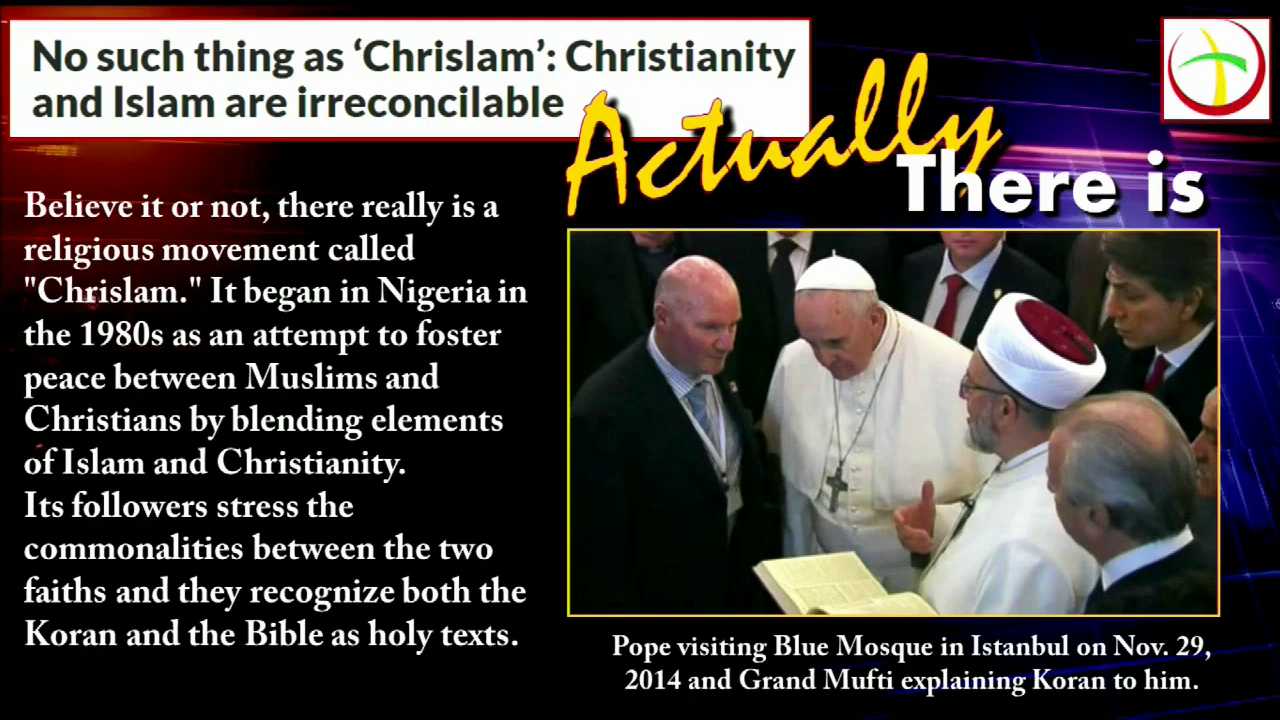 No such thing as ‘Chrislam’: Christianity
and Islam are irreconcilable
Actually
There is
Believe it or not, there really is a
religious movement called
"Chrislam." It began in Nigeria in
the 1980s as an attempt to foster
peace between Muslims and
Christians by blending elements
of Islam and Christianity.
Its followers stress the
commonalities between the two
faiths and they recognize both the
Koran and the Bible as holy texts.
Pope visiting Blue Mosque in Istanbul on Nov. 29,
2014 and Grand Mufti explaining Koran to him.